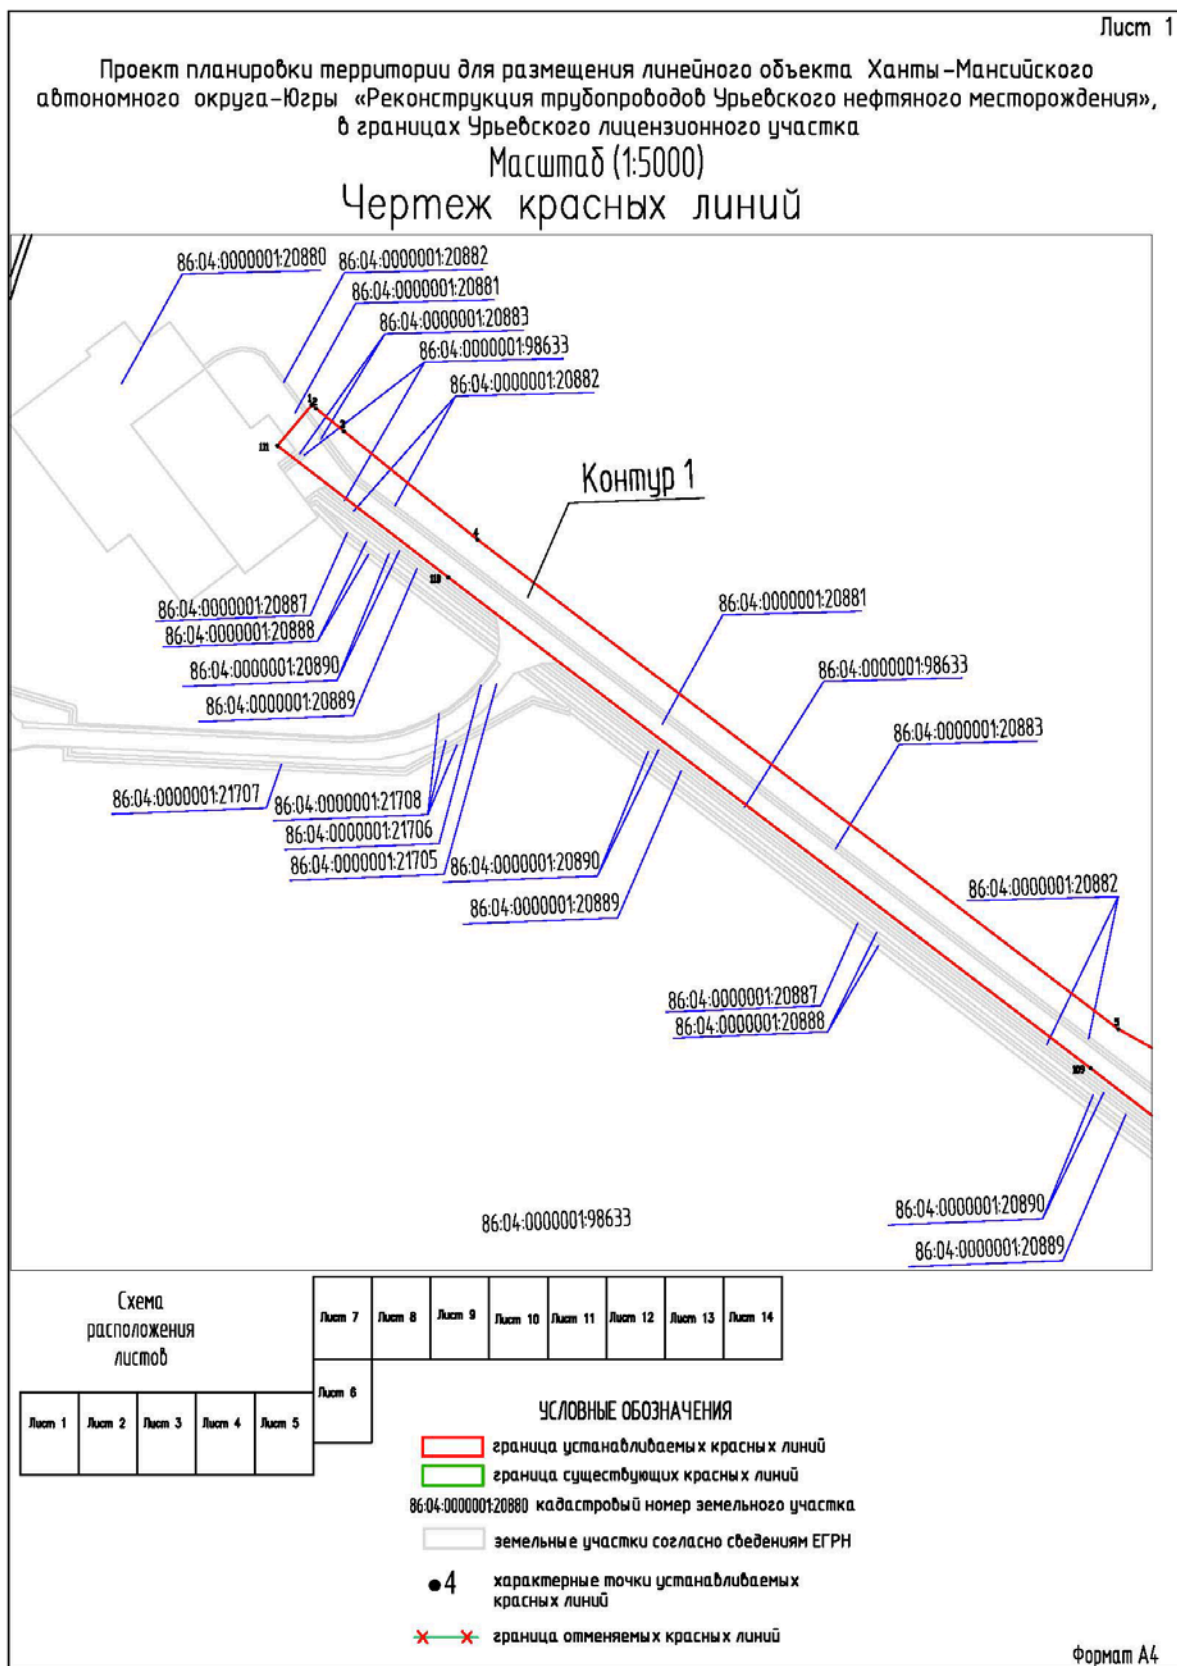 Лист 1
Проект планировки территории для размещения линейного объекта Ханты-Мансийского
автономного округа-Югры «Реконструкция трубопроводов Урьевского нефтяного месторождения»,
в границах Урьевского лицензионного участка
Масштаб (1:5000)
Чертеж красных линий
86:04:0000001:20880
86:04:0000001:20882
86:04:0000001:20881
86:04:0000001:20883
86:04:0000001:98633
86:04:0000001:20882
1
2
3
Контур 1
4
86:04:0000001:20887
86:04:0000001:20888
86:04:0000001:20890
86:04:0000001:20889
86:04:0000001:20881
86:04:0000001:98633
86:04:0000001:20883
86:04:0000001:21707
86:04:0000001:21708
86:04:0000001:21706
86:04:0000001:21705
86:04:0000001:20890
86:04:0000001:20889
86:04:0000001:20882
86:04:0000001:20887
86:04:0000001:20888
5
109
86:04:0000001:20890
86:04:0000001:20889
86:04:0000001:98633
Схема
расположения
листов
Лист 7
Лист 8
Лист 9
Лист 10
Лист 11
Лист 12
Лист 13
Лист 14
Лист 6
Лист 1
Лист 2
Лист 3
Лист 4
Лист 5
УСЛОВНЫЕ ОБОЗНАЧЕНИЯ
граница устанавливаемых красных линий
граница существующих красных линий
86:04:0000001:20880 кадастровый номер земельного участка
земельные участки согласно сведениям ЕГРН
4 характерные точки устанавливаемых
красных линий
граница отменяемых красных линий
Формат А4